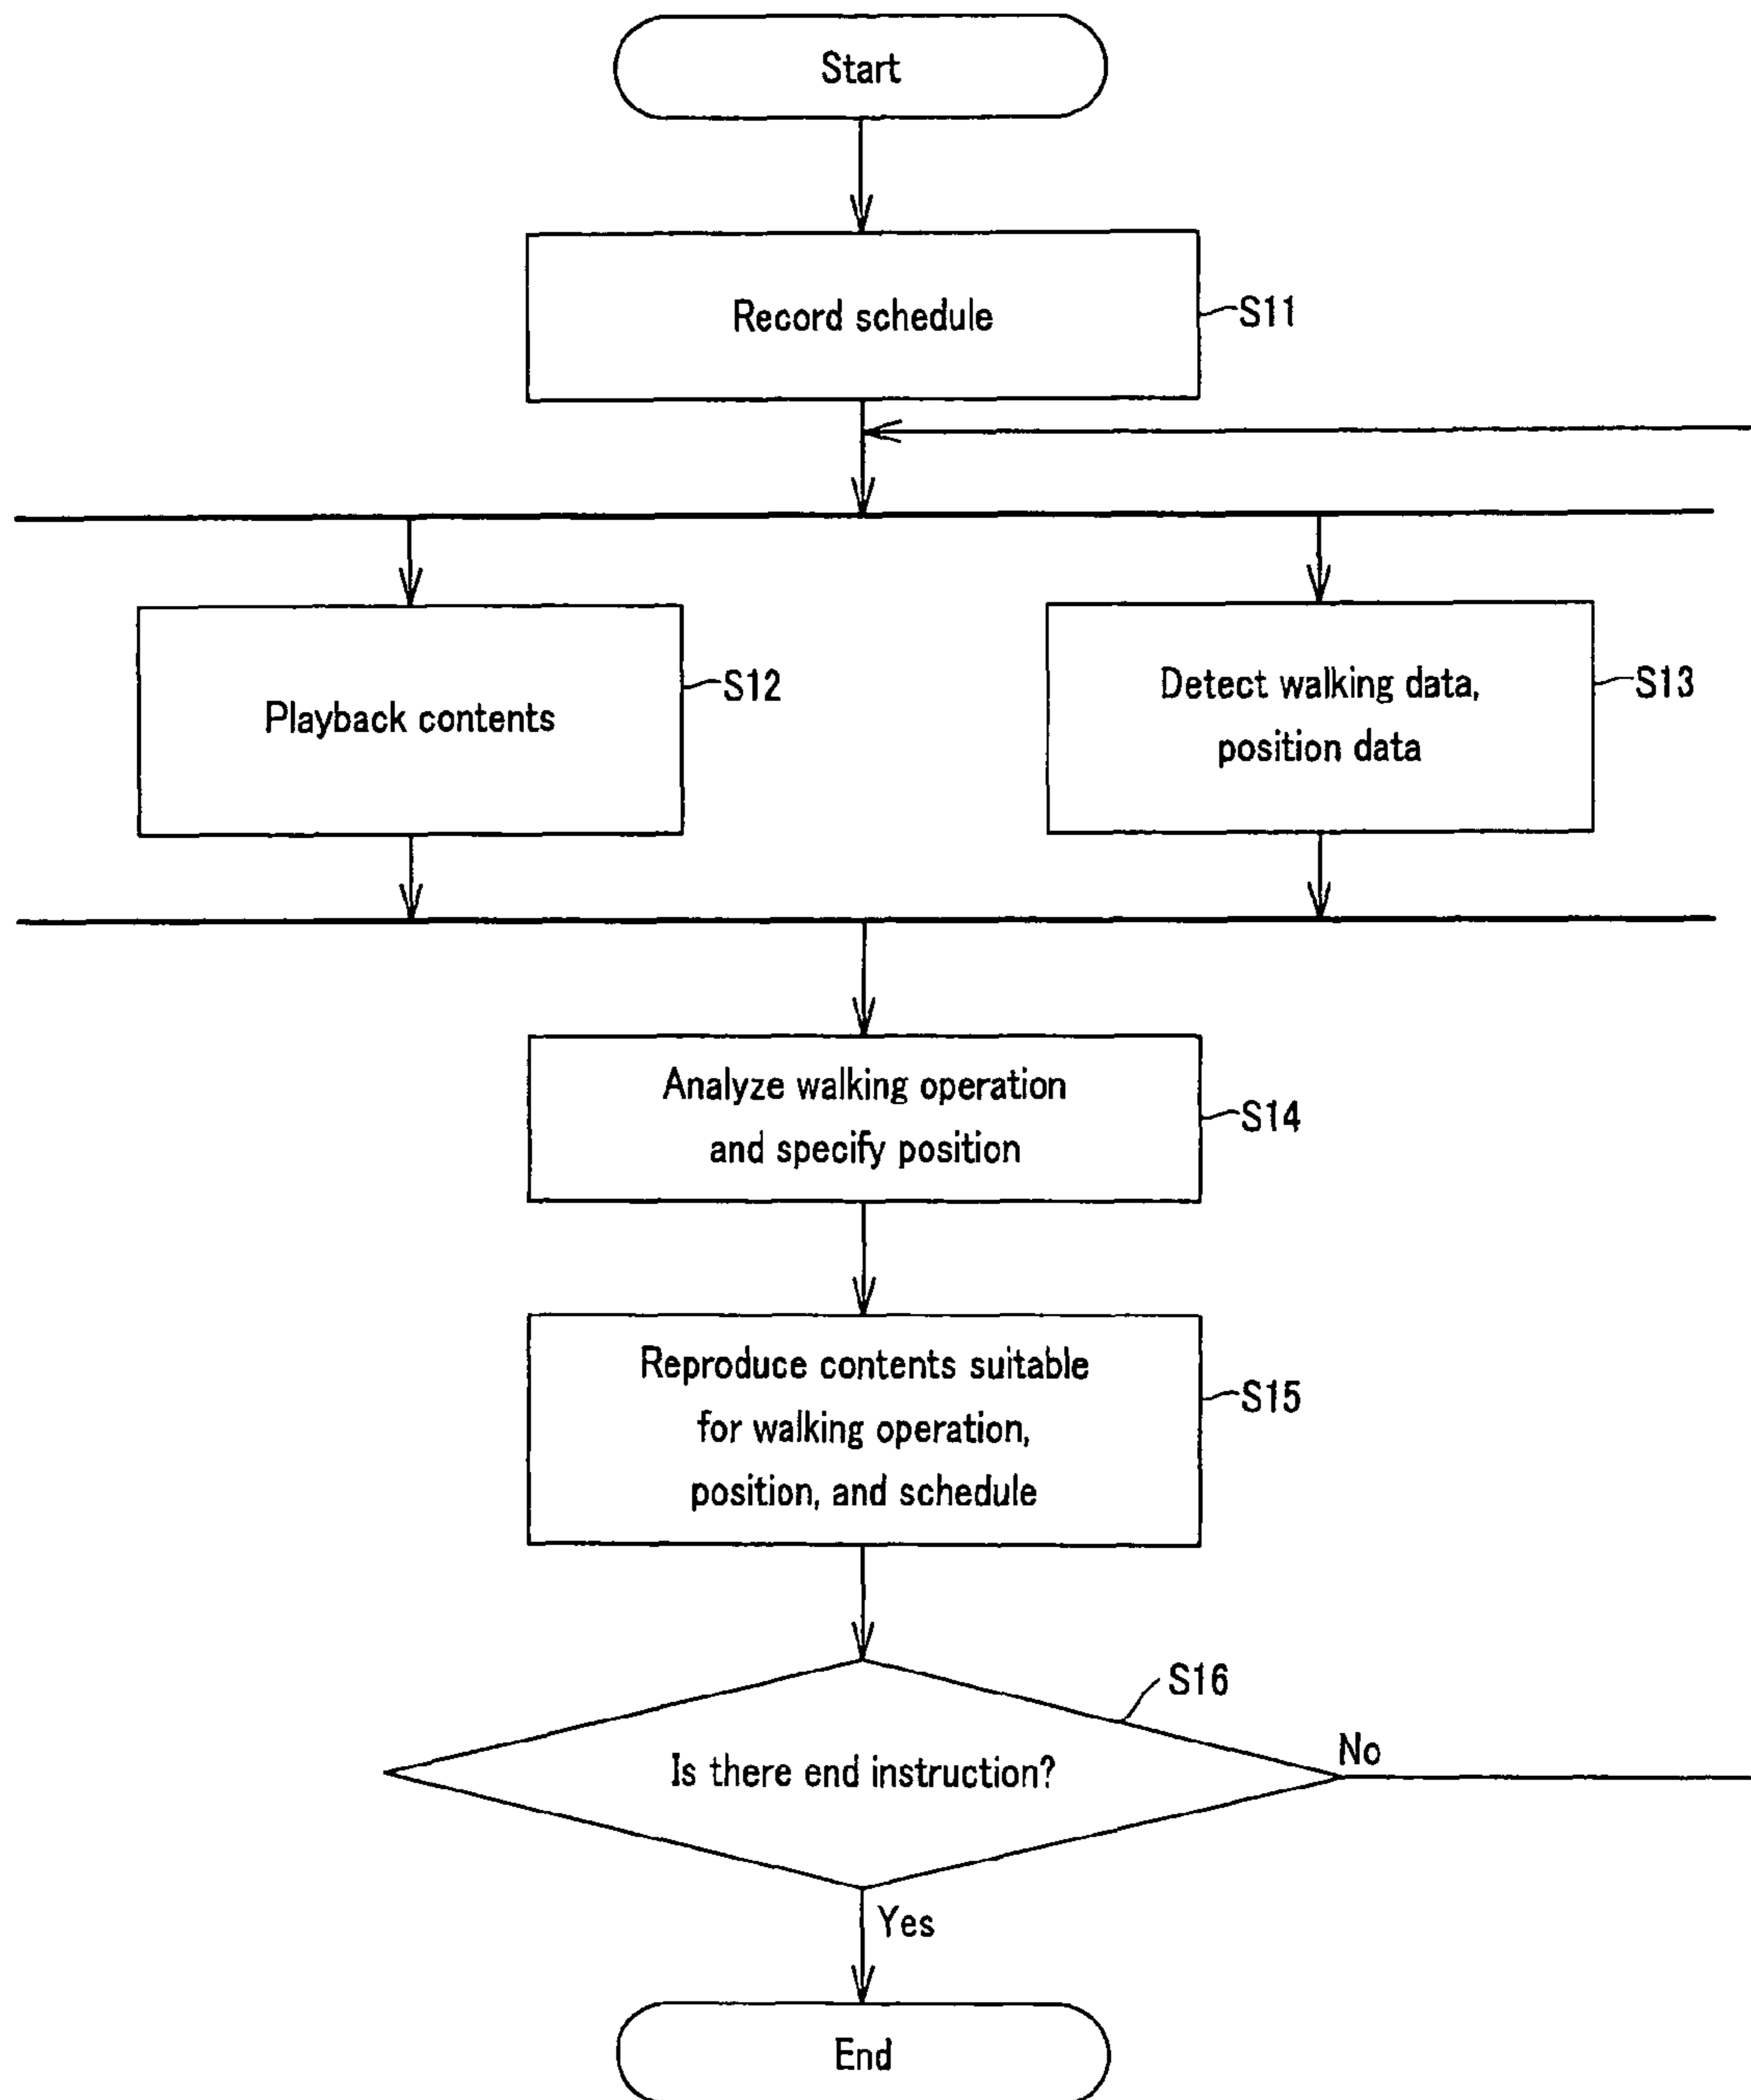 Start
Record schedule
S11
Playback contents
S12
Detect walking data,
position data
S13
Analyze walking operation
and specify position
S14
Reproduce contents suitable
for walking operation,
position, and schedule
S15
S16
Is there end instruction?
No
Yes
End